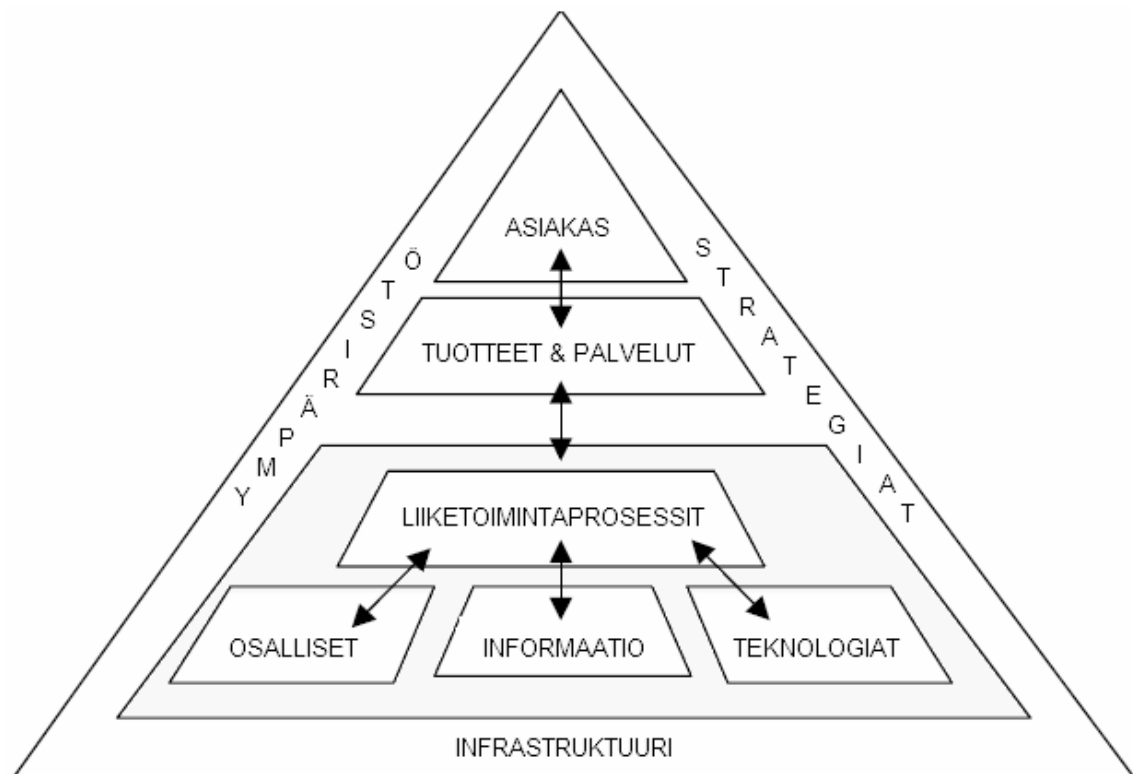 ASIAKAS
YMPÄRISTÖ
STRATEGIAT
TUOTTEET & PALVELUT
LIIKETOIMINTAPROSESSIT
OSALLISET
INFORMAATIO
TEKNOLOGIAT
INFRASTRUKTUURI